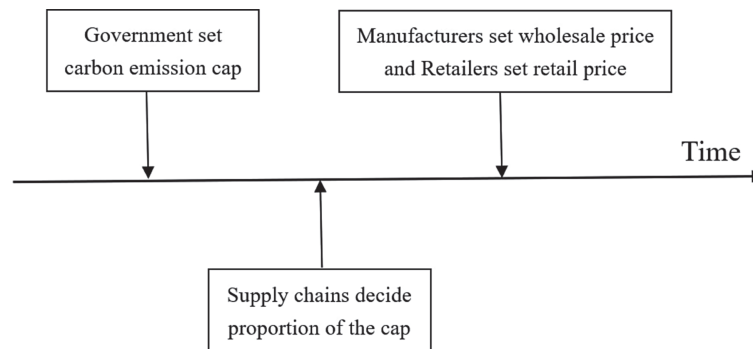 Government set
carbon emission cap
Manufacturers set wholesale price
and Retailers set retail price
Time
Supply chains decide
proportion of the cap